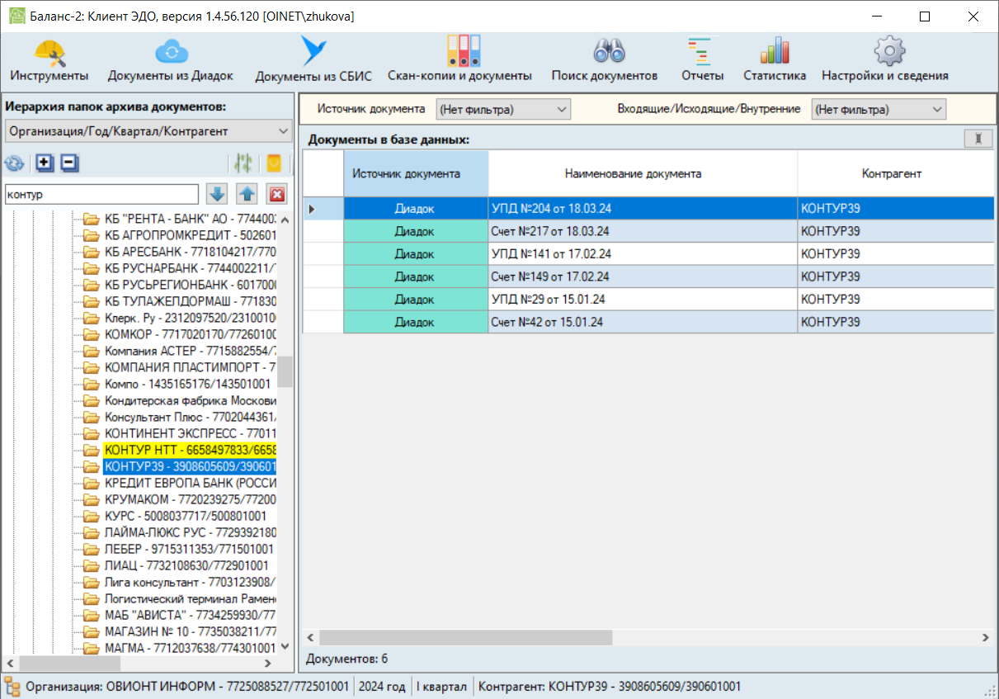 Баланс-2: Клиент ЭДО, версия 1.4.56.120 [OINET\zhukova]
Инструменты Документы из Диадок Документы из СБИС Скан-копии и документы Поиск документов Отчеты Статистика Настройки и сведения
Иерархия папок архива документов:
Организация/Год/Квартал/Контрагент
контур
КБ "РЕНТА - БАНК" АО - 7744003
КБ АГРОПРОМКРЕДИТ - 502601
КБ АРЕСБАНК - 7718104217/770
КБ РУСНАРБАНК - 7744002211/7
КБ РУСЬРЕГИОНБАНК - 6017000
КБ ТУЛАЖЕЛДОРМАШ - 771830
Клерк. Ру - 2312097520/2310010
КОМКОР - 7717020170/77260100
Компания АСТЕР - 7715882554/7
КОМПАНИЯ ПЛАСТИМПОРТ - 7
Компо - 1435165176/143501001
Кондитерская фабрика Москови
Консультант Плюс - 7702044361/
КОНТИНЕНТ ЭКСПРЕСС - 77011
КОНТУР НТТ - 6658497833/6658
КОНТУР39 - 3908605609/390601
КРЕДИТ ЕВРОПА БАНК (РОССИ
КРУМАКОМ - 7720239275/77200
КУРС - 5008037717/500801001
ЛАЙМА-ЛЮКС РУС - 7729392180
ЛЕБЕР - 9715311353/771501001
ЛИАЦ - 7732108630/772901001
Лига консультант - 7703123908/
Логистический терминал Рамен
МАБ "АВИСТА" - 7734259930/77
МАГАЗИН № 10 - 7735038211/77
МАГМА - 7712037638/774301001
Источник документа (Нет фильтра) Входящие/Исходящие/Внутренние (Нет фильтра)
Документы в базе данных:
Источник документа Наименование документа Контрагент
Диадок УПД №204 от 18.03.24 КОНТУР39
Диадок Счет №217 от 18.03.24 КОНТУР39
Диадок УПД №141 от 17.02.24 КОНТУР39
Диадок Счет №149 от 17.02.24 КОНТУР39
Диадок УПД №29 от 15.01.24 КОНТУР39
Диадок Счет №42 от 15.01.24 КОНТУР39
Документов: 6
Организация: ОВИОНТ ИНФОРМ - 7725088527/772501001 2024 год I квартал Контрагент: КОНТУР39 - 3908605609/390601001